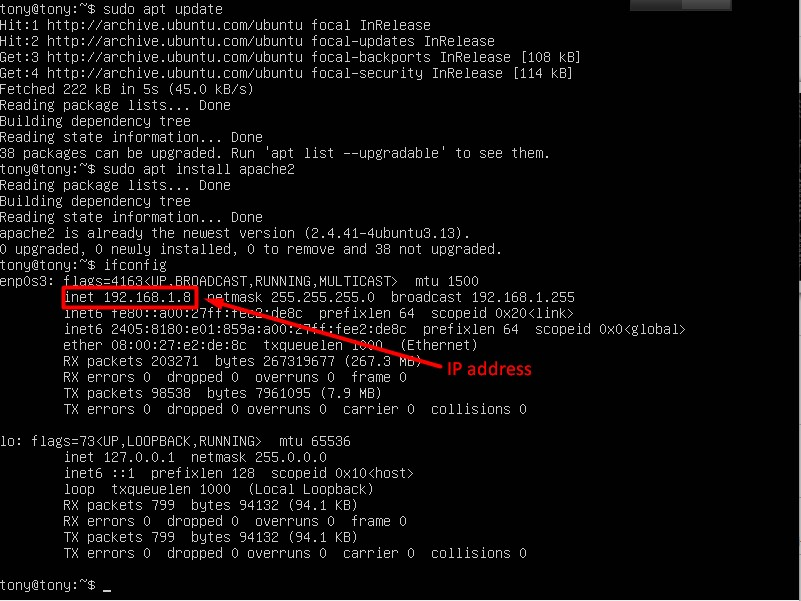 tony@tony:~$ sudo apt update
Hit:1 http://archive.ubuntu.com/ubuntu focal InRelease
Hit:2 http://archive.ubuntu.com/ubuntu focal-updates InRelease
Get:3 http://archive.ubuntu.com/ubuntu focal-backports InRelease [108 kB]
Get:4 http://archive.ubuntu.com/ubuntu focal-security InRelease [114 kB]
Fetched 222 kB in 5s (45.0 kB/s)
Reading package lists... Done
Building dependency tree
Reading state information... Done
38 packages can be upgraded. Run 'apt list --upgradable' to see them.
tony@tony:~$ sudo apt install apache2
Reading package lists... Done
Building dependency tree
Reading state information... Done
apache2 is already the newest version (2.4.41-4ubuntu3.13).
0 upgraded, 0 newly installed, 0 to remove and 38 not upgraded.
tony@tony:~$ ifconfig
enp0s3: flags=4163<UP,BROADCAST,RUNNING,MULTICAST>  mtu 1500
inet 192.168.1.8  netmask 255.255.255.0  broadcast 192.168.1.255
inet6 fe80::a00:27ff:fee2:de8c  prefixlen 64  scopeid 0x20<link>
inet6 2405:8180:e01:859a:a00:27ff:fee2:de8c  prefixlen 64  scopeid 0x0<global>
ether 08:00:27:e2:de:8c  txqueuelen 1000  (Ethernet)
RX packets 203271  bytes 267319677 (267.3 MB)
IP address
RX errors 0  dropped 0  overruns 0  frame 0
TX packets 98538  bytes 7961095 (7.9 MB)
TX errors 0  dropped 0 overruns 0  carrier 0  collisions 0
lo: flags=73<UP,LOOPBACK,RUNNING>  mtu 65536
inet 127.0.0.1  netmask 255.0.0.0
inet6 ::1  prefixlen 128  scopeid 0x10<host>
loop  txqueuelen 1000  (Local Loopback)
RX packets 799  bytes 94132 (94.1 KB)
RX errors 0  dropped 0  overruns 0  frame 0
TX packets 799  bytes 94132 (94.1 KB)
TX errors 0  dropped 0 overruns 0  carrier 0  collisions 0
tony@tony:~$ _